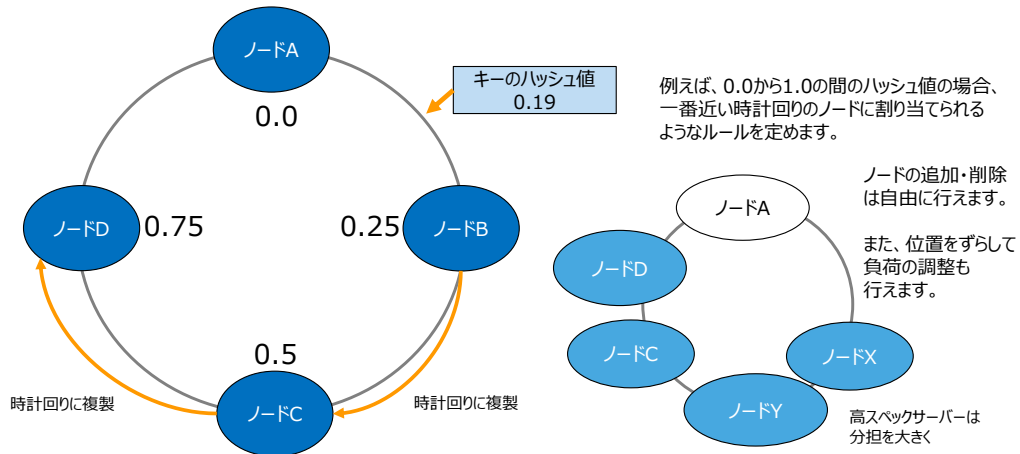 ノードA
0.0
キーのハッシュ値
0.19
ノードD
0.75
0.25
ノードB
0.5
ノードC
時計回りに複製
時計回りに複製
例えば、0.0から1.0の間のハッシュ値の場合、
一番近い時計回りのノードに割り当てられる
ようなルールを定めます。
ノードの追加・削除
は自由に行えます。
また、位置をずらして
負荷の調整も
行えます。
ノードA
ノードD
ノードC
ノードX
ノードY
高スペックサーバーは
分担を大きく